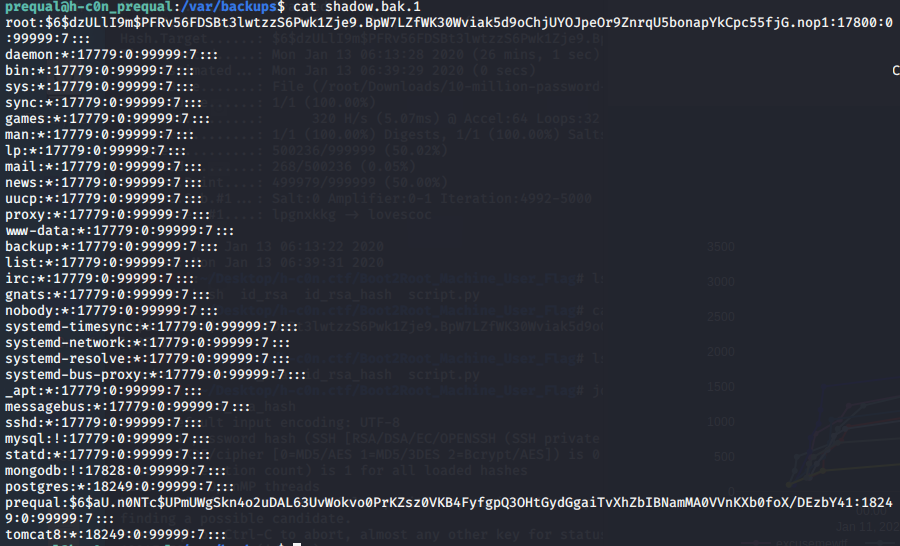 prequal@h-c0n_prequal:/var/backups$ cat shadow.bak.1
root:$6$dzULlI9m$PFRv56FDSBt3lwtzzS6Pwk1Zje9.BpW7LZfWK30Wviak5d9oChjUYOJpeOr9ZnrqU5bonapYkCpc55fjG.nop1:17800:0
:99999:7:::
daemon:*:17779:0:99999:7:::
bin:*:17779:0:99999:7:::
sys:*:17779:0:99999:7:::
sync:*:17779:0:99999:7:::
games:*:17779:0:99999:7:::
man:*:17779:0:99999:7:::
lp:*:17779:0:99999:7:::
mail:*:17779:0:99999:7:::
news:*:17779:0:99999:7:::
uucp:*:17779:0:99999:7:::
proxy:*:17779:0:99999:7:::
www-data:*:17779:0:99999:7:::
backup:*:17779:0:99999:7:::
list:*:17779:0:99999:7:::
irc:*:17779:0:99999:7:::
gnats:*:17779:0:99999:7:::
nobody:*:17779:0:99999:7:::
systemd-timesync:*:17779:0:99999:7:::
systemd-network:*:17779:0:99999:7:::
systemd-resolve:*:17779:0:99999:7:::
systemd-bus-proxy:*:17779:0:99999:7:::
_apt:*:17779:0:99999:7:::
messagebus:*:17779:0:99999:7:::
sshd:*:17779:0:99999:7:::
mysql:!:17779:0:99999:7:::
statd:*:17779:0:99999:7:::
mongodb:!:17828:0:99999:7:::
postgres:*:18249:0:99999:7:::
prequal:$6$aU.n0NTc$UPmUWgSkn4o2uDAL63UvWokvo0PrKZsz0VKB4FyfgpQ3OHtGydGgaiTvXhZbIBNamMA0VVnKXb0foX/DEzbY41:1824
9:0:99999:7:::
tomcat8:*:18249:0:99999:7:::